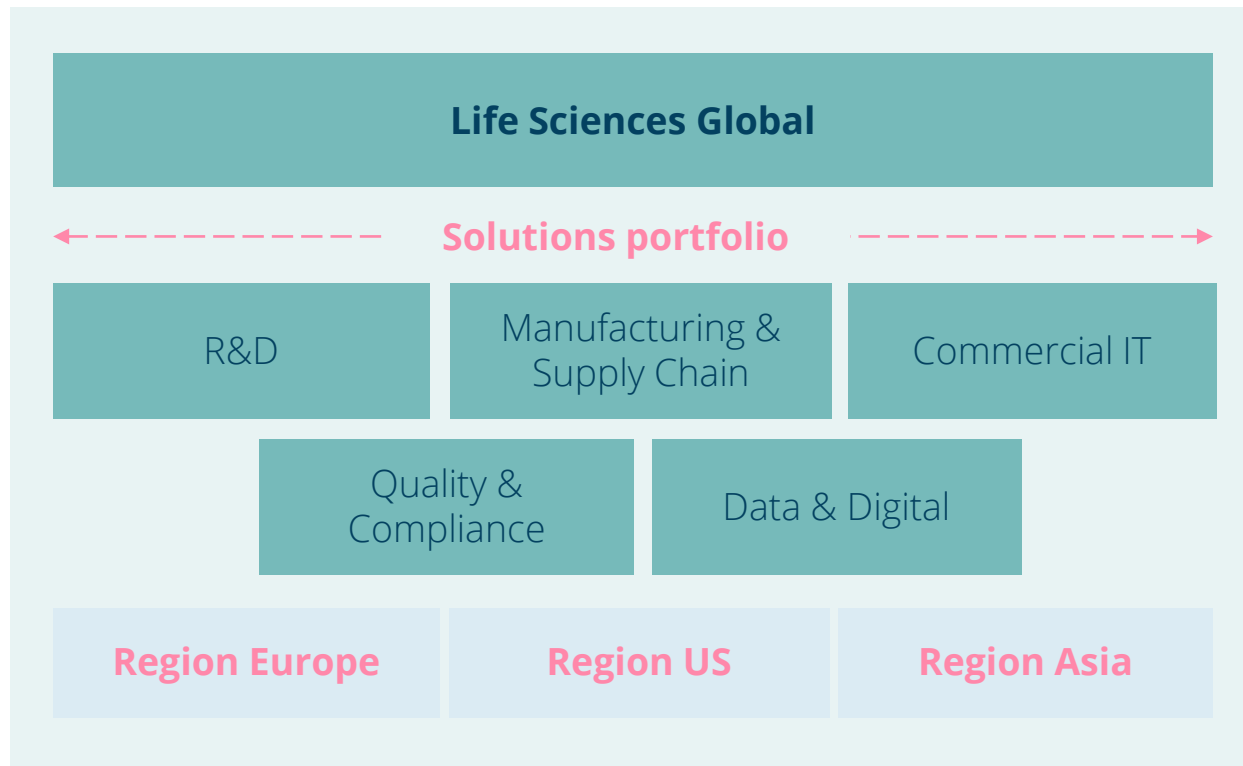 Life Sciences Global
Solutions portfolio
R&D
Manufacturing &
Supply Chain
Commercial IT
Quality &
Compliance
Data & Digital
Region Europe
Region US
Region Asia